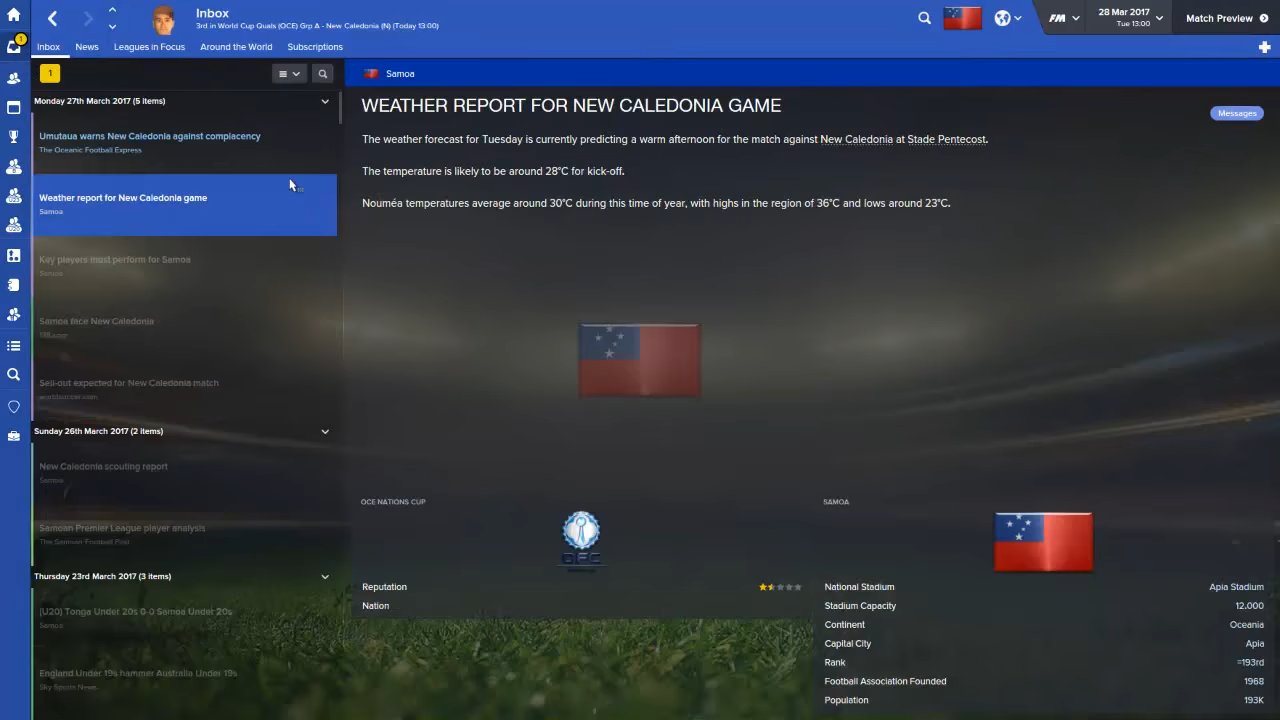 Inbox
3rd in World Cup Quals (OCE) Grp A - New Caledonia (N) (Today 13:00)
FM
28 Mar 2017
Tue 13:00
Match Preview
1
Inbox
News
Leagues in Focus
Around the World
Subscriptions
1
Samoa
Monday 27th March 2017 (5 items)
Umutaua warns New Caledonia against complacency
The Oceanic Football Express
Weather report for New Caledonia game
Samoa
Key players must perform for Samoa
Samoa
Samoa face New Caledonia
Sell-out expected for New Caledonia match
worldsoccer.com
Sunday 26th March 2017 (2 items)
New Caledonia scouting report
Samoa
Samoan Premier League player analysis
The Samoan Football Post
Thursday 23rd March 2017 (3 items)
[U20] Tonga Under 20s 0-0 Samoa Under 20s
Samoa
England Under 19s hammer Australia Under 19s
Sky Sports News
WEATHER REPORT FOR NEW CALEDONIA GAME
Messages
The weather forecast for Tuesday is currently predicting a warm afternoon for the match against New Caledonia at Stade Pentecost.
The temperature is likely to be around 28°C for kick-off.
Nouméa temperatures average around 30°C during this time of year, with highs in the region of 36°C and lows around 23°C.
OCE NATIONS CUP
OFC
Reputation
Nation
SAMOA
National Stadium Apia Stadium
Stadium Capacity 12,000
Continent Oceania
Capital City Apia
Rank =193rd
Football Association Founded 1968
Population 193K